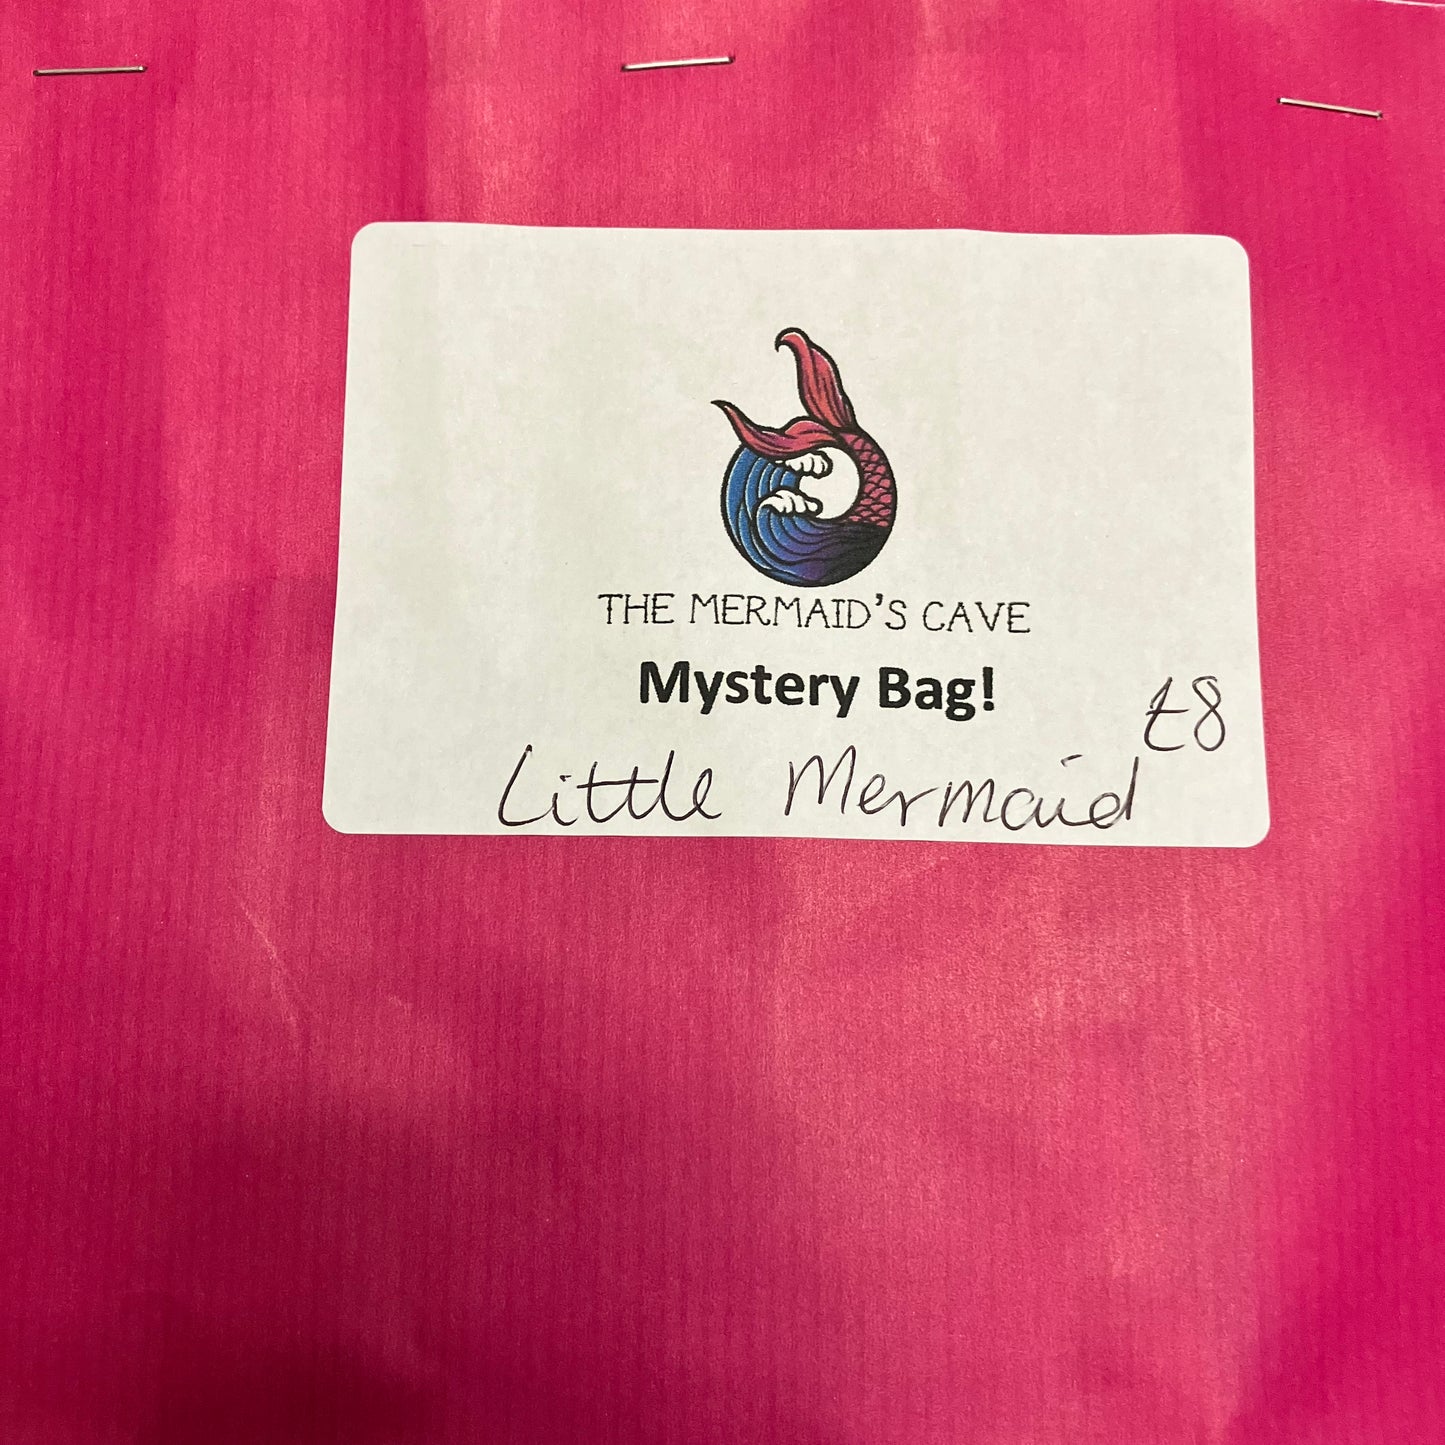 THE MERMAID'S CAVE
Mystery Bag!
£8
Little Mermaid